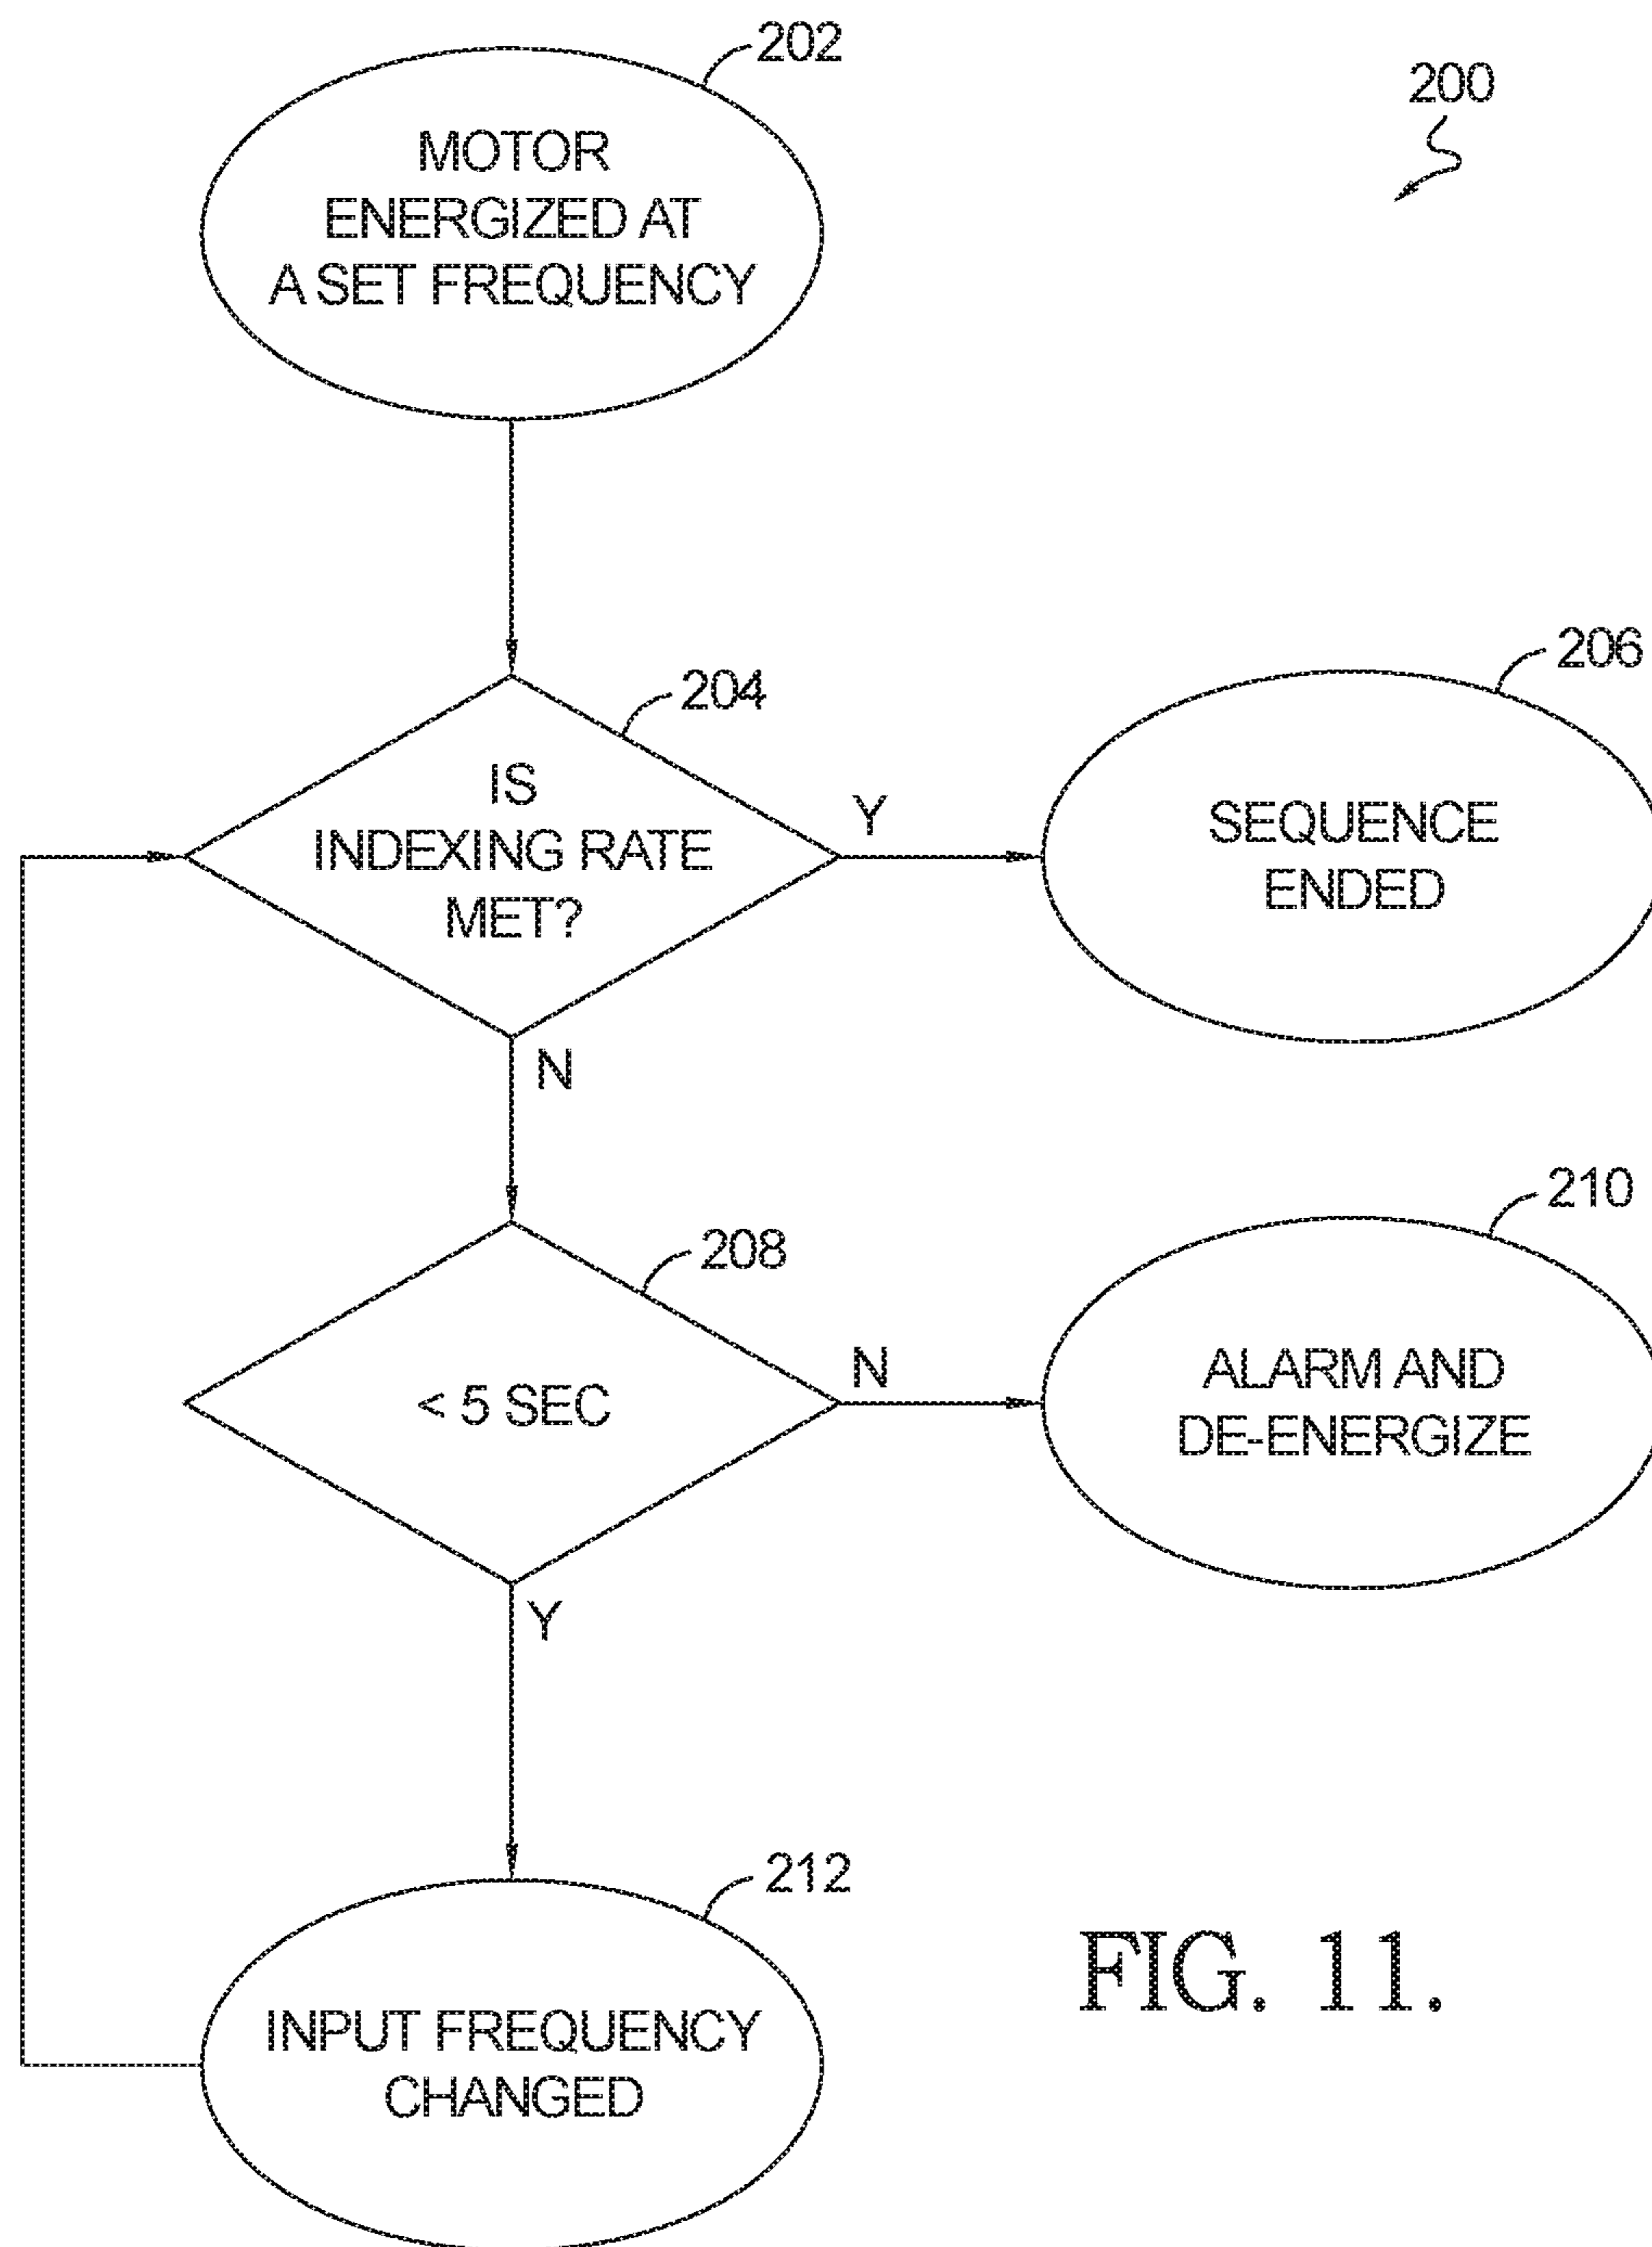 202
200
MOTOR
ENERGIZED AT
A SET FREQUENCY
204
206
IS
INDEXING RATE
MET?
Y
SEQUENCE
ENDED
N
208
210
< 5 SEC
N
ALARM AND
DE-ENERGIZE
Y
212
INPUT FREQUENCY
CHANGED
FIG. 11.